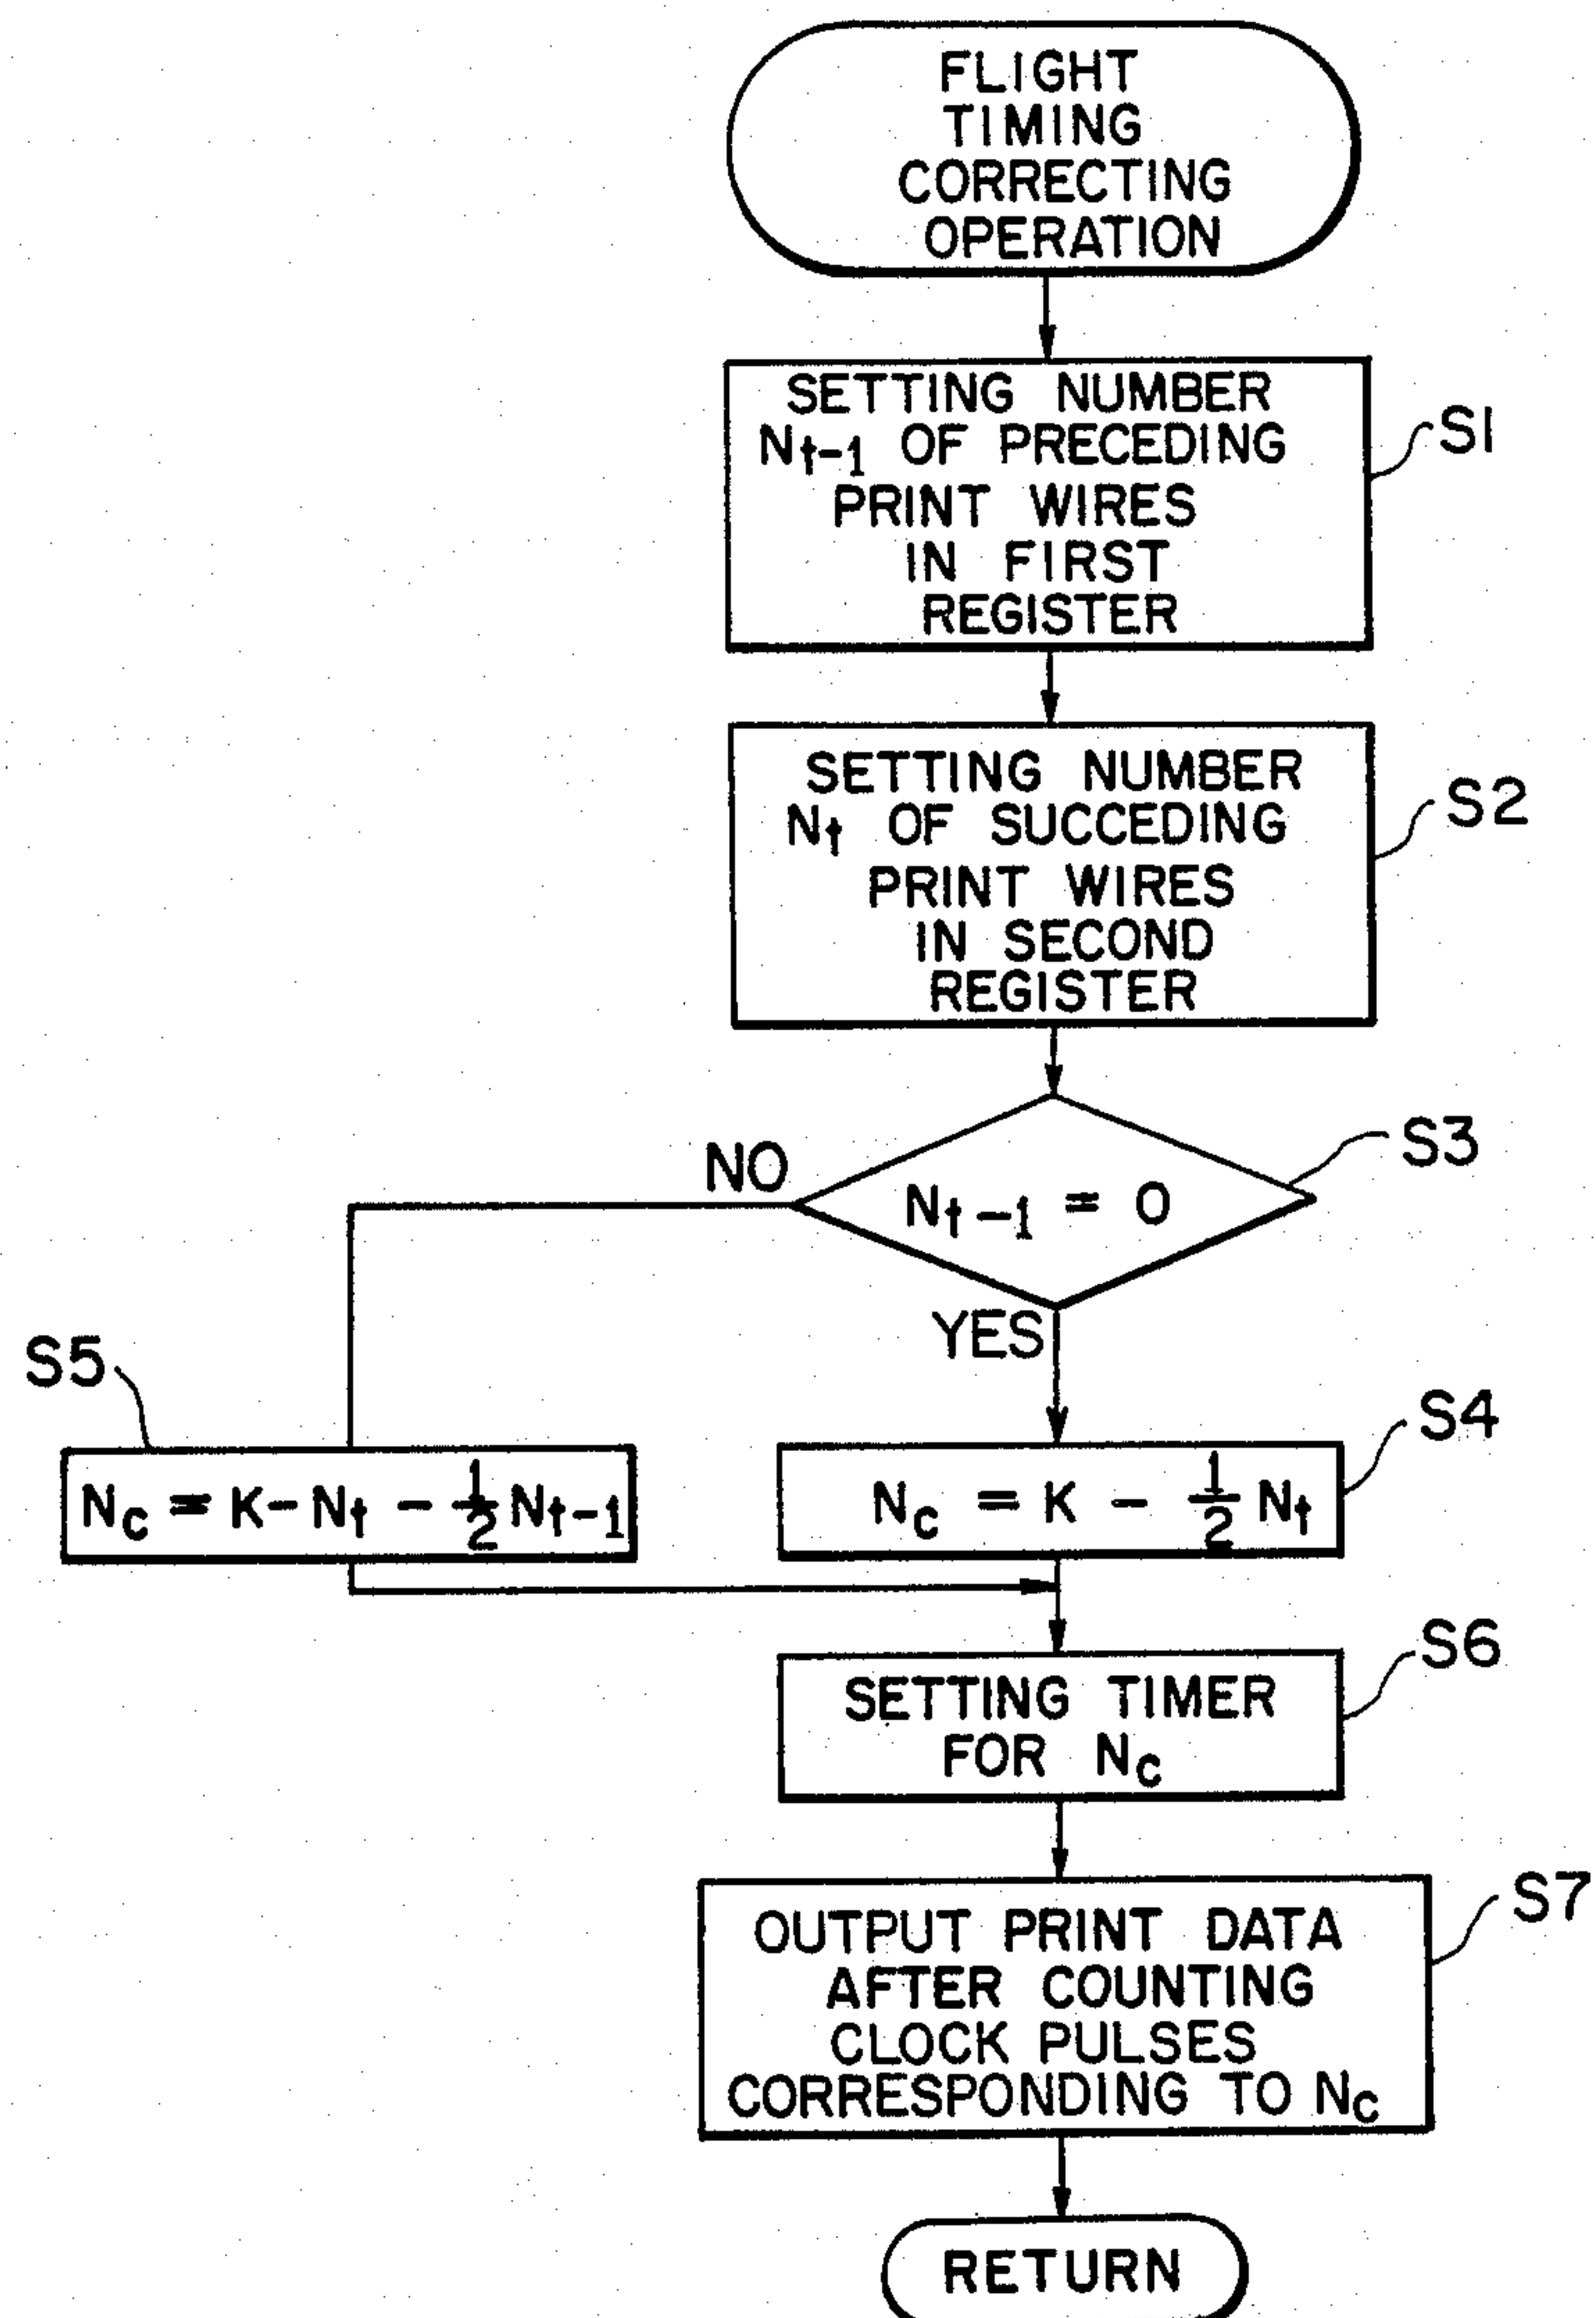 FLIGHT
TIMING
CORRECTING
OPERATION
SETTING NUMBER
Nt-1 OF PRECEDING
PRINT WIRES
IN FIRST
REGISTER
S1
SETTING NUMBER
Nt OF SUCCEDING
PRINT WIRES
IN SECOND
REGISTER
S2
NO
Nt-1 = 0
S3
YES
S5
Nc = K - Nt - 1/2 Nt-1
S4
Nc = K - 1/2 Nt
S6
SETTING TIMER
FOR Nc
S7
OUTPUT PRINT DATA
AFTER COUNTING
CLOCK PULSES
CORRESPONDING TO Nc
RETURN